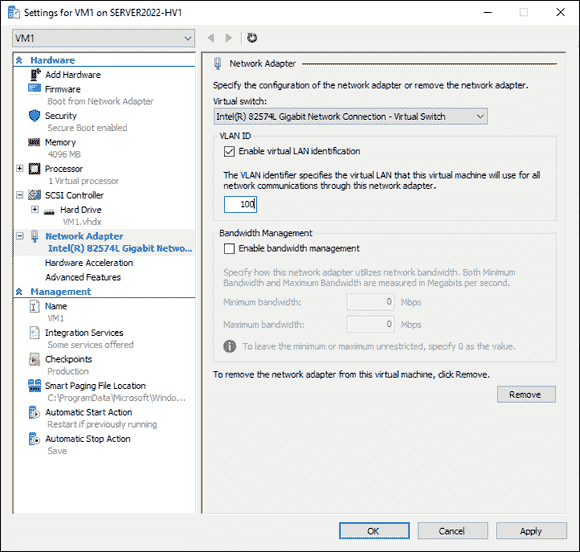 Settings for VM1 on SERVER2022-HV1
VM1
Hardware
Add Hardware
Firmware
Boot from Network Adapter
Security
Secure Boot enabled
Memory
4096 MB
Processor
1 Virtual processor
SCSI Controller
Hard Drive
VM1.vhdx
Network Adapter
Intel(R) 82574L Gigabit Netwo...
Hardware Acceleration
Advanced Features
Management
Name
VM1
Integration Services
Some services offered
Checkpoints
Production
Smart Paging File Location
C:\ProgramData\Microsoft\Windo...
Automatic Start Action
Restart if previously running
Automatic Stop Action
Save
Network Adapter
Specify the configuration of the network adapter or remove the network adapter.
Virtual switch:
Intel(R) 82574L Gigabit Network Connection - Virtual Switch
VLAN ID
Enable virtual LAN identification
The VLAN identifier specifies the virtual LAN that this virtual machine will use for all
network communications through this network adapter.
100
Bandwidth Management
Enable bandwidth management
Specify how this network adapter utilizes network bandwidth. Both Minimum
Bandwidth and Maximum Bandwidth are measured in Megabits per second.
Minimum bandwidth: 0 Mbps
Maximum bandwidth: 0 Mbps
To leave the minimum or maximum unrestricted, specify 0 as the value.
To remove the network adapter from this virtual machine, click Remove.
Remove
OK Cancel Apply